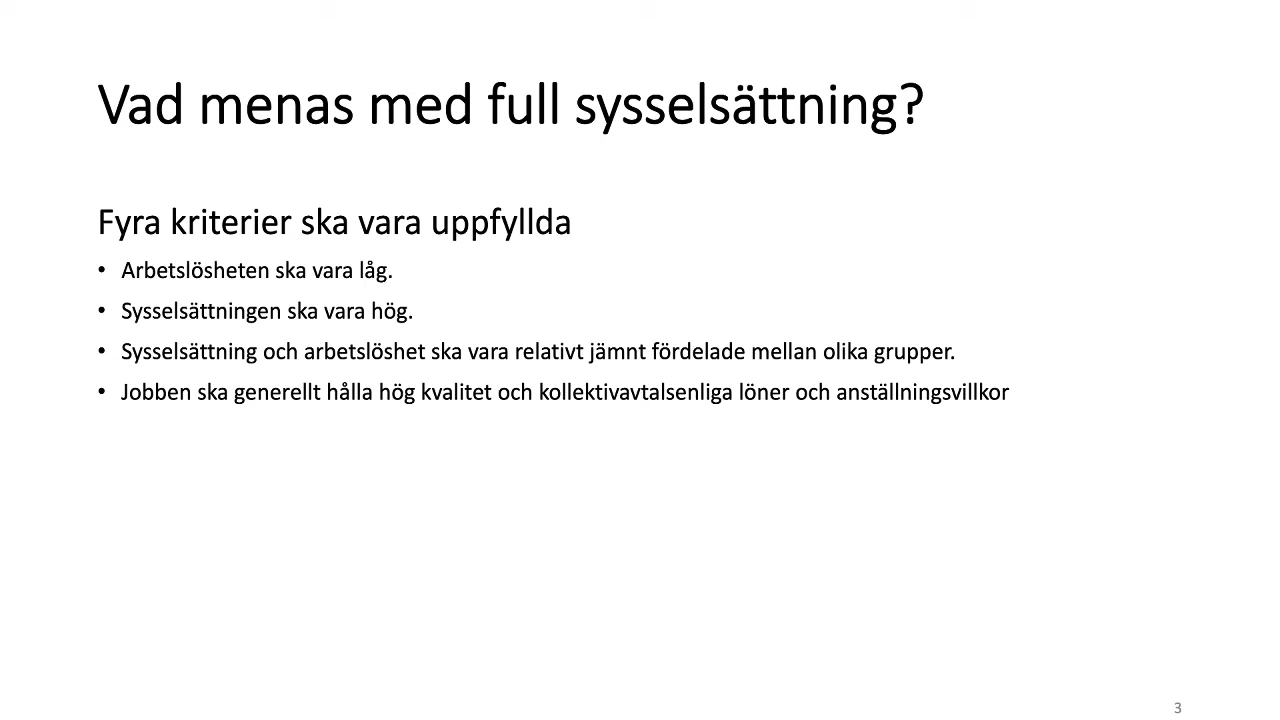 Vad menas med full sysselsättning?
Fyra kriterier ska vara uppfyllda
• Arbetslösheten ska vara låg.
• Sysselsättningen ska vara hög.
• Sysselsättning och arbetslöshet ska vara relativt jämnt fördelade mellan olika grupper.
• Jobben ska generellt hålla hög kvalitet och kollektivavtalsenliga löner och anställningsvillkor
3